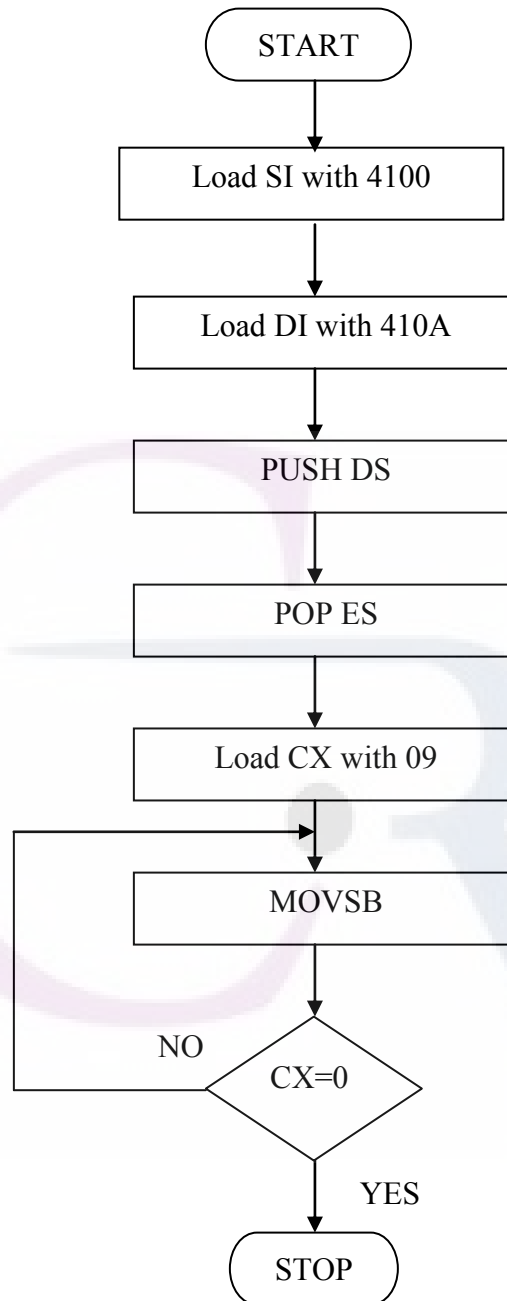 START
Load SI with 4100
Load DI with 410A
PUSH DS
POP ES
Load CX with 09
MOVSB
NO
CX=0
YES
STOP